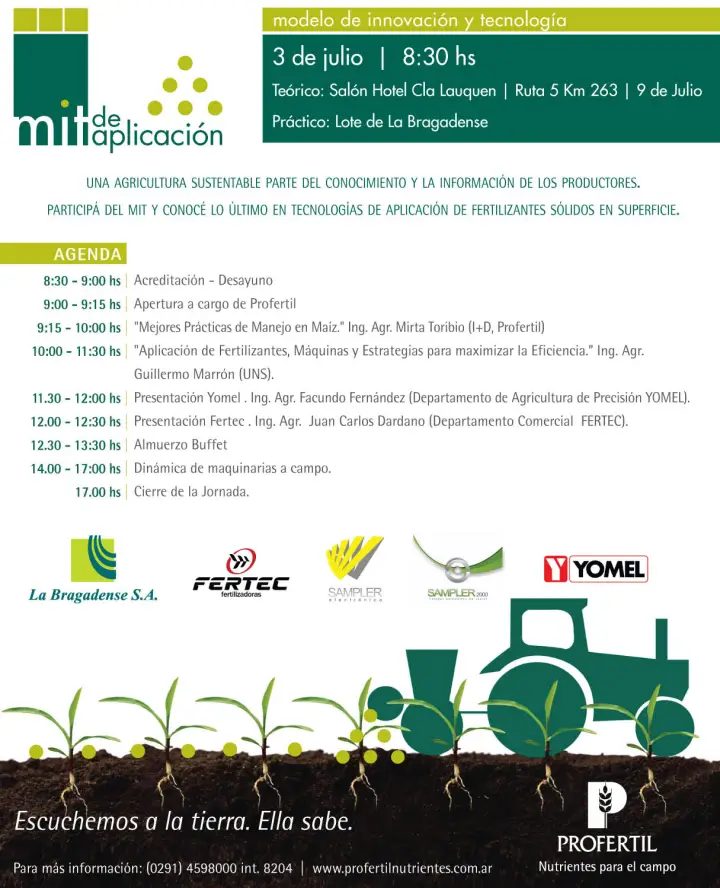 modelo de innovación y tecnología
3 de julio | 8:30 hs
Teórico: Salón Hotel Cla Lauquen | Ruta 5 Km 263 | 9 de Julio
Práctico: Lote de La Bragadense
mit de aplicación
UNA AGRICULTURA SUSTENTABLE PARTE DEL CONOCIMIENTO Y LA INFORMACIÓN DE LOS PRODUCTORES.
PARTICIPÁ DEL MIT Y CONOCÉ LO ÚLTIMO EN TECNOLOGÍAS DE APLICACIÓN DE FERTILIZANTES SÓLIDOS EN SUPERFICIE.
AGENDA
8:30 - 9:00 hs | Acreditación - Desayuno
9:00 - 9:15 hs | Apertura a cargo de Profertil
9:15 - 10:00 hs | "Mejores Prácticas de Manejo en Maíz." Ing. Agr. Mirta Toribio (I+D, Profertil)
10:00 - 11:30 hs | "Aplicación de Fertilizantes, Máquinas y Estrategias para maximizar la Eficiencia." Ing. Agr.
Guillermo Marrón (UNS).
11.30 - 12:00 hs | Presentación Yomel . Ing. Agr. Facundo Fernández (Departamento de Agricultura de Precisión YOMEL).
12.00 - 12:30 hs | Presentación Fertec . Ing. Agr. Juan Carlos Dardano (Departamento Comercial FERTEC).
12.30 - 13:30 hs | Almuerzo Buffet
14.00 - 17:00 hs | Dinámica de maquinarias a campo.
17.00 hs | Cierre de la Jornada.
La Bragadense S.A.
FERTEC
fertilizadoras
SAMPLER
electrónica
SAMPLER 2000
YOMEL
Escuchemos a la tierra. Ella sabe.
PROFERTIL
Nutrientes para el campo
Para más información: (0291) 4598000 int. 8204 | www.profertilnutrientes.com.ar